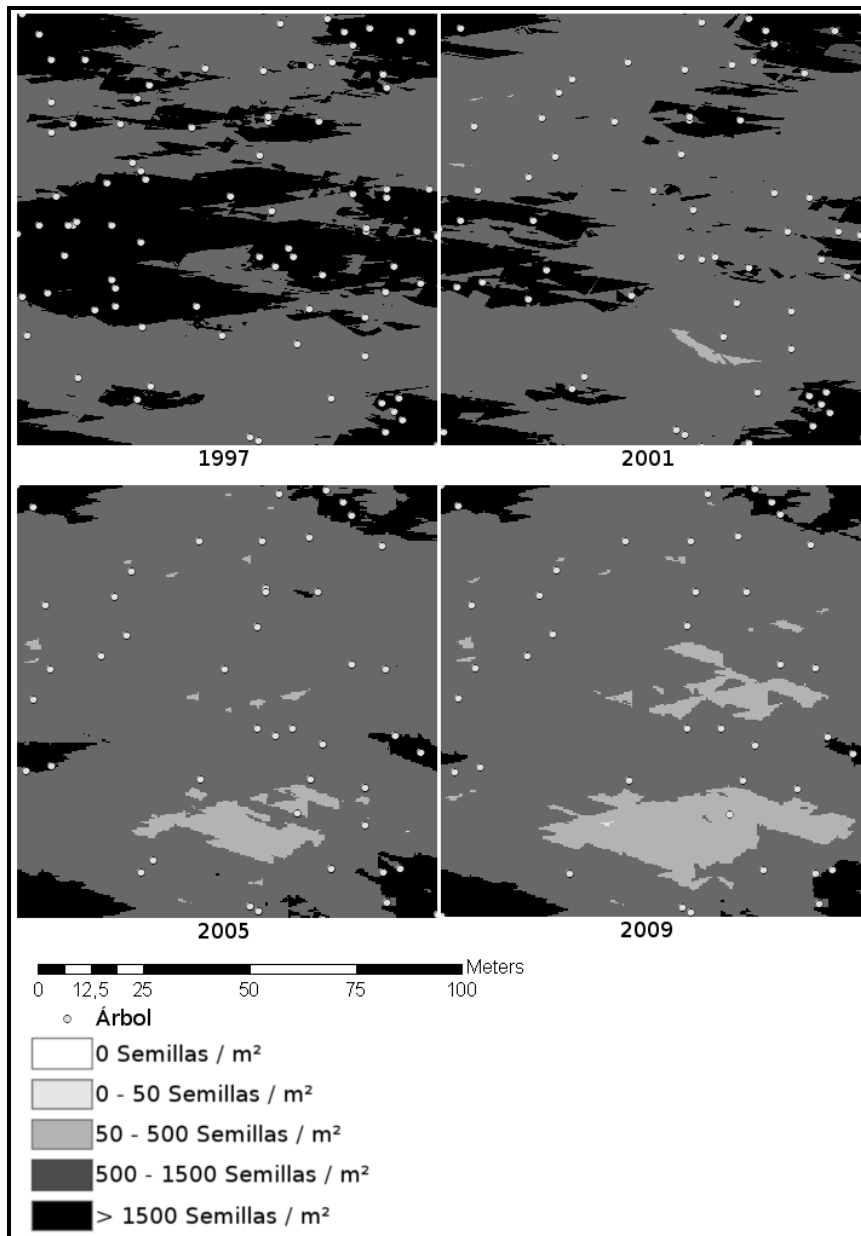 1997 2001
2005 2009
Meters
0 12,5 25 50 75 100
Árbol
0 Semillas / m²
0 - 50 Semillas / m²
50 - 500 Semillas / m²
500 - 1500 Semillas / m²
> 1500 Semillas / m²